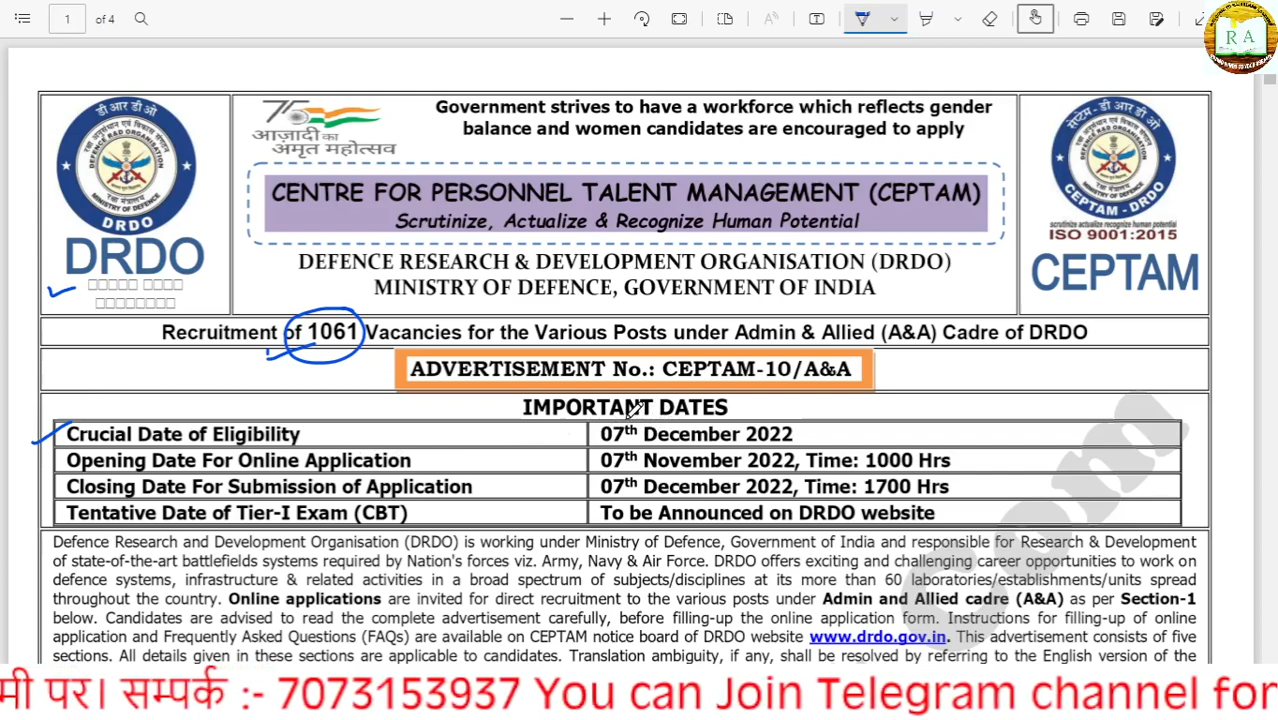 1 of 4
R A
डी आर डी ओ
DEFENCE R&D ORGANISATION
MINISTRY OF DEFENCE
DRDO
DRDO
आज़ादी का
अमृत महोत्सव
Government strives to have a workforce which reflects gender
balance and women candidates are encouraged to apply
CENTRE FOR PERSONNEL TALENT MANAGEMENT (CEPTAM)
Scrutinize, Actualize & Recognize Human Potential
DEFENCE RESEARCH & DEVELOPMENT ORGANISATION (DRDO)
MINISTRY OF DEFENCE, GOVERNMENT OF INDIA
CEPTAM - DRDO
scrutinize actualize recognize human potential
ISO 9001:2015
CEPTAM
Recruitment of 1061 Vacancies for the Various Posts under Admin & Allied (A&A) Cadre of DRDO
ADVERTISEMENT No.: CEPTAM-10/A&A
IMPORTANT DATES
Crucial Date of Eligibility 07th December 2022
Opening Date For Online Application 07th November 2022, Time: 1000 Hrs
Closing Date For Submission of Application 07th December 2022, Time: 1700 Hrs
Tentative Date of Tier-I Exam (CBT) To be Announced on DRDO website
Defence Research and Development Organisation (DRDO) is working under Ministry of Defence, Government of India and responsible for Research & Development
of state-of-the-art battlefields systems required by Nation's forces viz. Army, Navy & Air Force. DRDO offers exciting and challenging career opportunities to work on
defence systems, infrastructure & related activities in a broad spectrum of subjects/disciplines at its more than 60 laboratories/establishments/units spread
throughout the country. Online applications are invited for direct recruitment to the various posts under Admin and Allied cadre (A&A) as per Section-1
below. Candidates are advised to read the complete advertisement carefully, before filling-up the online application form. Instructions for filling-up of online
application and Frequently Asked Questions (FAQs) are available on CEPTAM notice board of DRDO website www.drdo.gov.in. This advertisement consists of five
sections. All details given in these sections are applicable to candidates. Translation ambiguity, if any, shall be resolved by referring to the English version of the
com
मी पर। सम्पर्क :- 7073153937 You can Join Telegram channel for